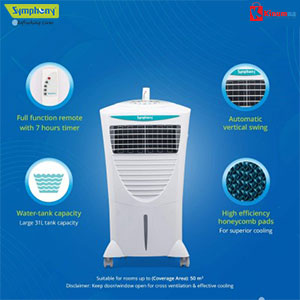 Symphony
Full function remote
with 7 hours timer
Symphony
Automatic
vertical swing
Water-tank capacity
Large 31L tank capacity
High efficiency
honeycomb pads
For superior cooling
Suitable for rooms up to (Coverage Area): 50 m²
Disclaimer: Keep door/window open for cross ventilation & effective cooling